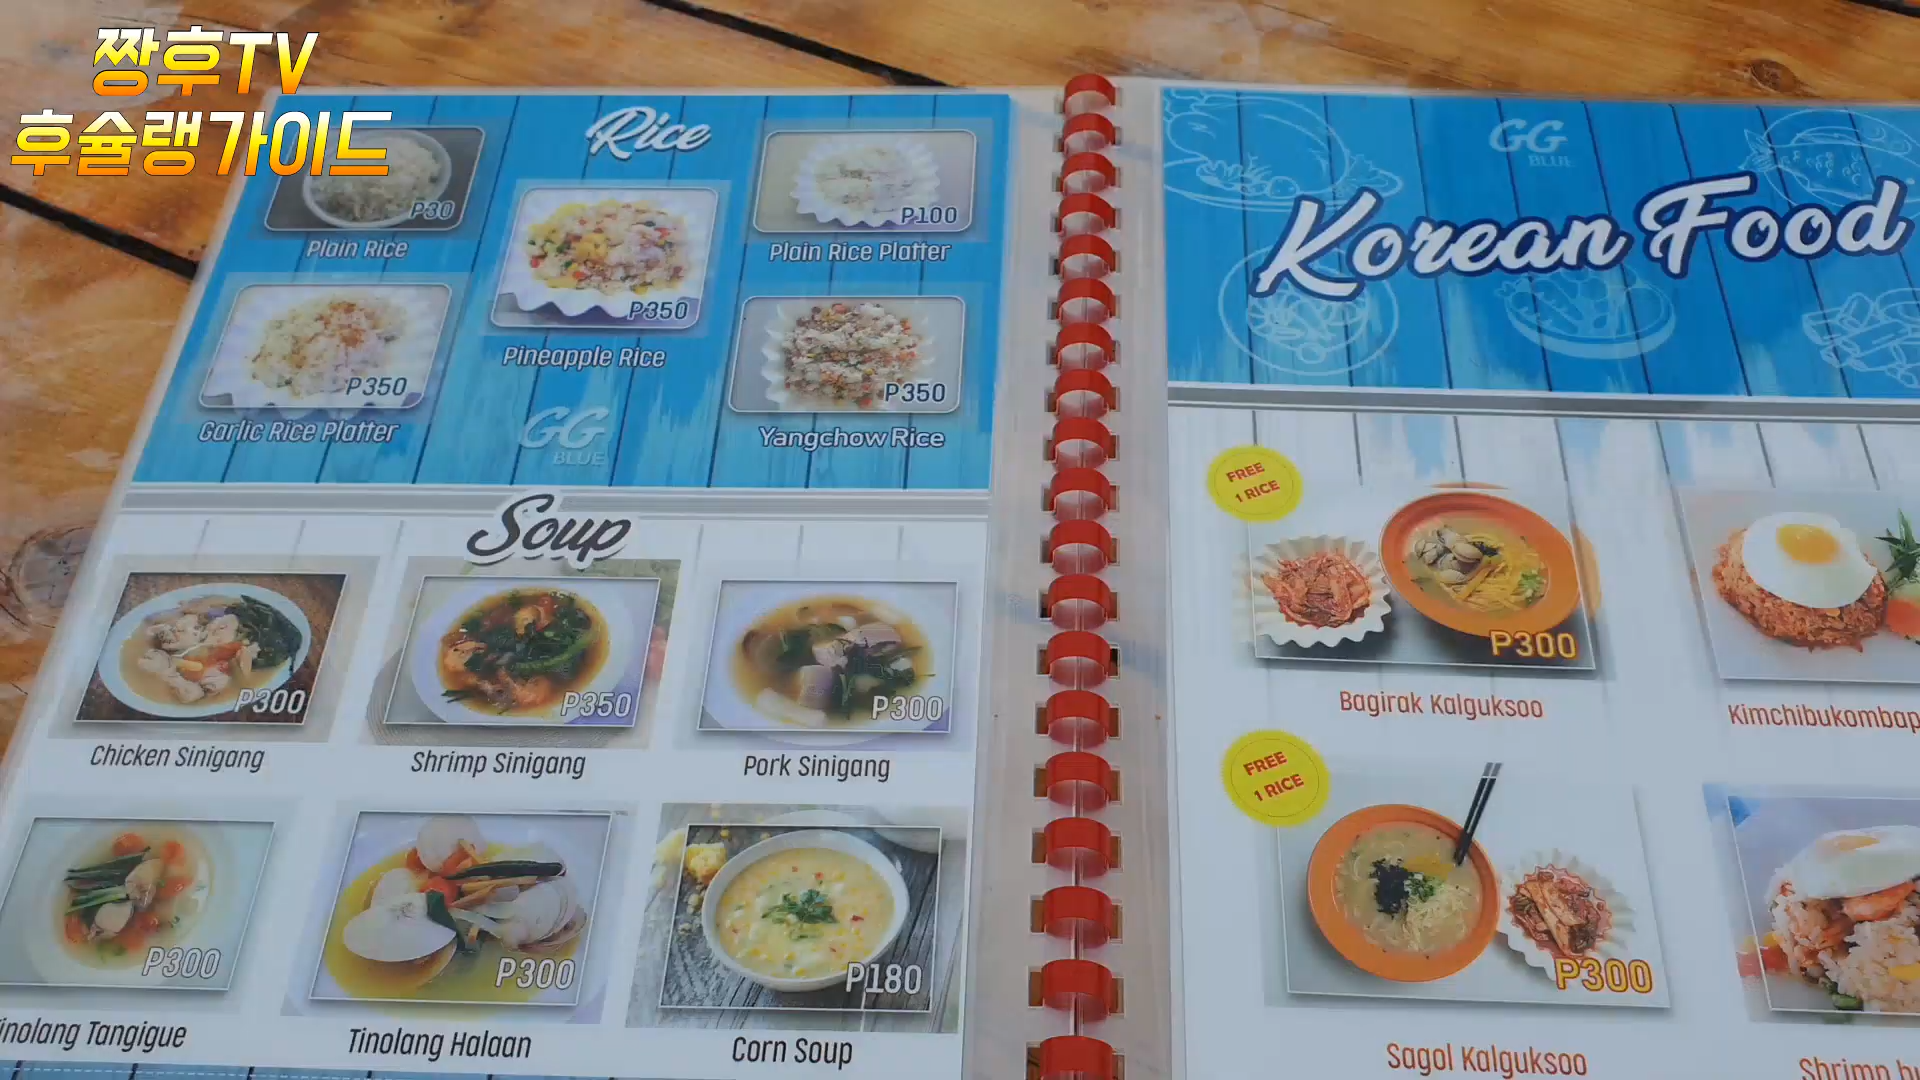 짱후TV
후슐랭가이드
Rice
P30
Plain Rice
P350
Pineapple Rice
P100
Plain Rice Platter
P350
Garlic Rice Platter
GG
BLUE
P350
Yangchow Rice
Soup
P300
Chicken Sinigang
P350
Shrimp Sinigang
P300
Pork Sinigang
P300
Tangigue
P300
Tinolang Halaan
P180
Corn Soup
GG
BLUE
Korean Food
FREE
1 RICE
P300
Bagirak Kalguksoo
Kimchibukombap
FREE
1 RICE
P300
Sagol Kalguksoo
Shrimp